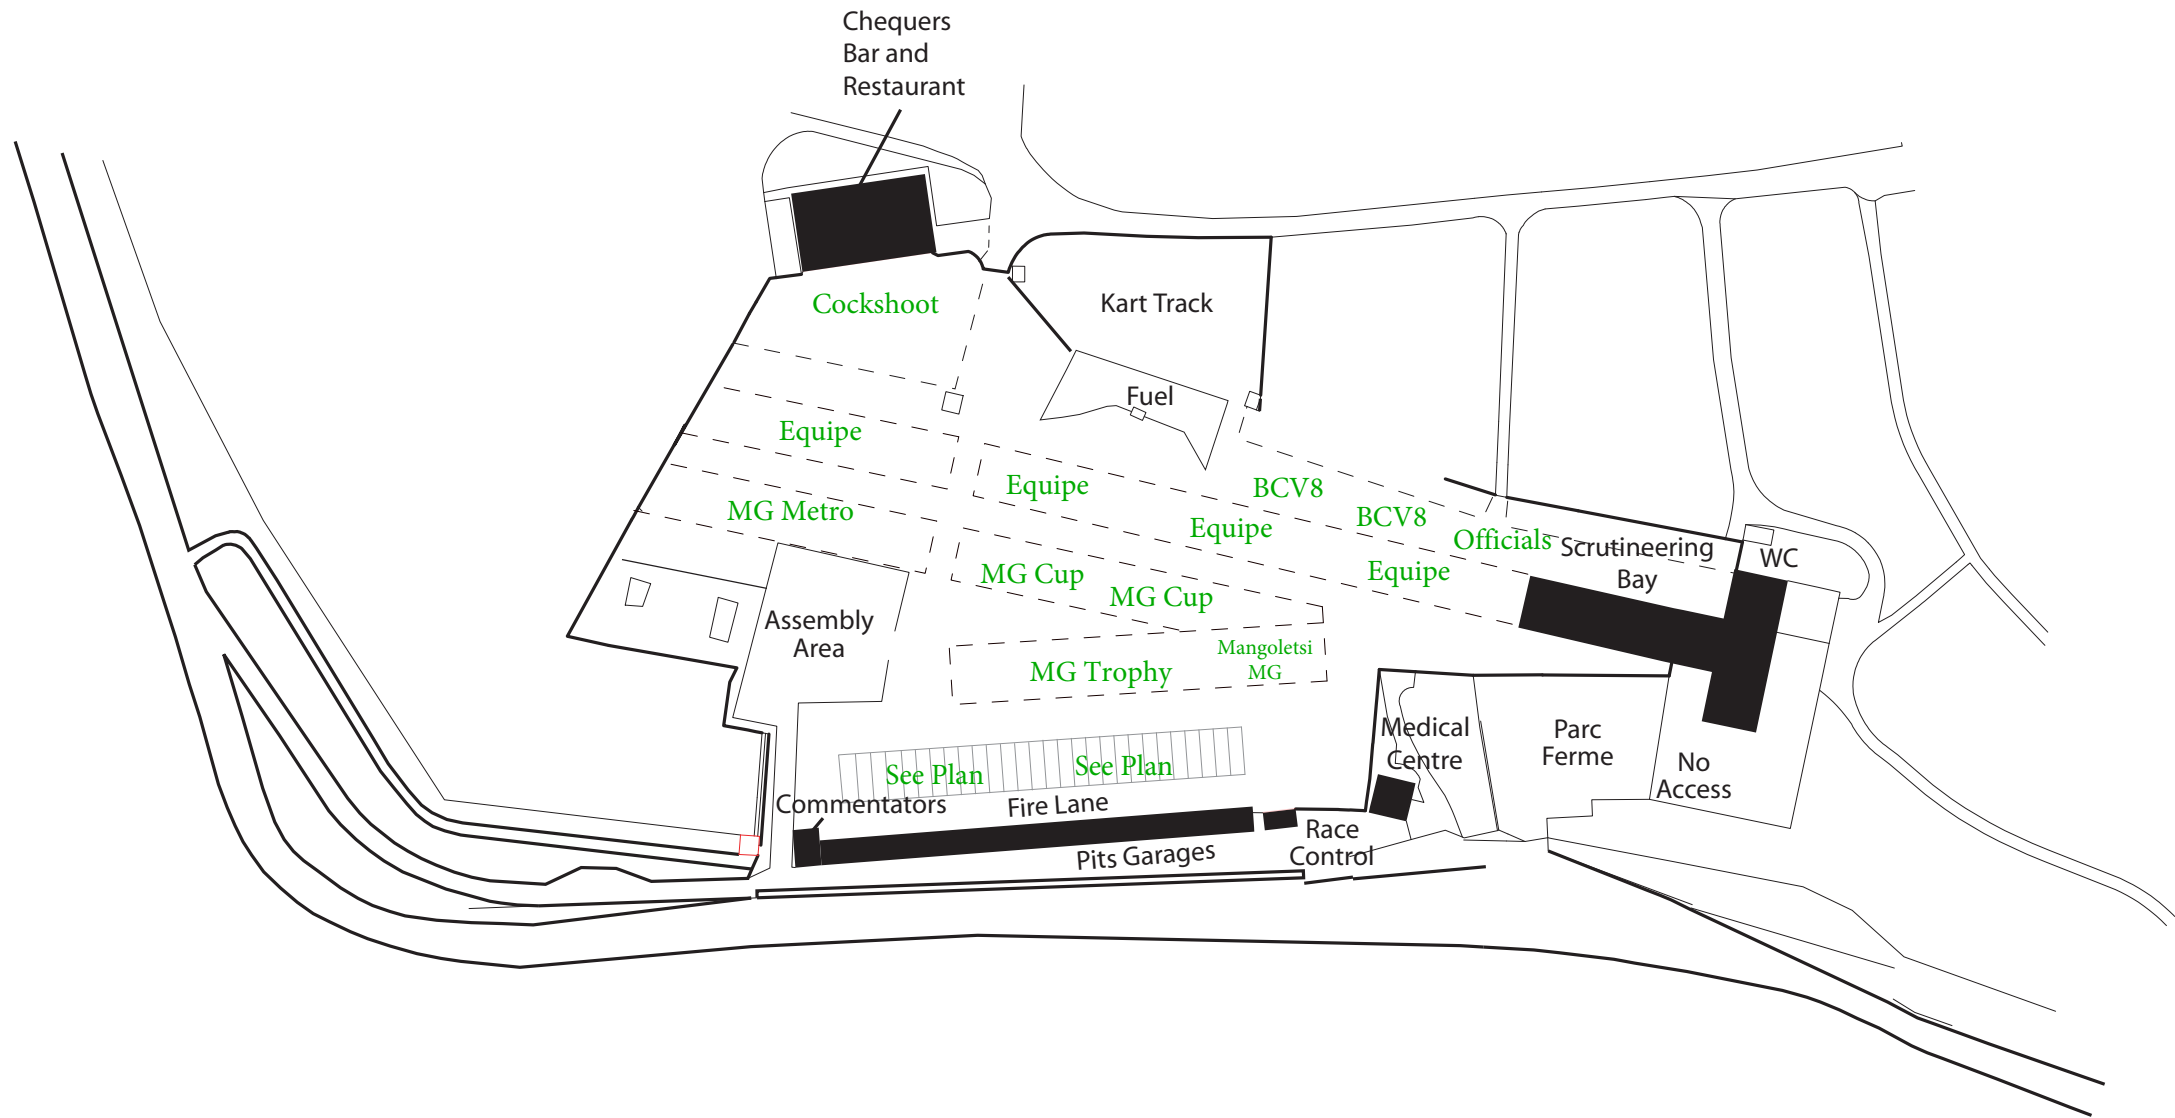 Chequers
Bar and
Restaurant
Cockshoot
Kart Track
Fuel
Equipe
Equipe
BCV8
MG Metro
Equipe
BCV8
Officials
Scrutineering
Bay
WC
Equipe
MG Cup
MG Cup
Assembly
Area
Mangoletsi
MG
MG Trophy
Medical
Centre
Parc
Ferme
No
Access
See Plan
See Plan
Commentators
Fire Lane
Race
Control
Pits Garages